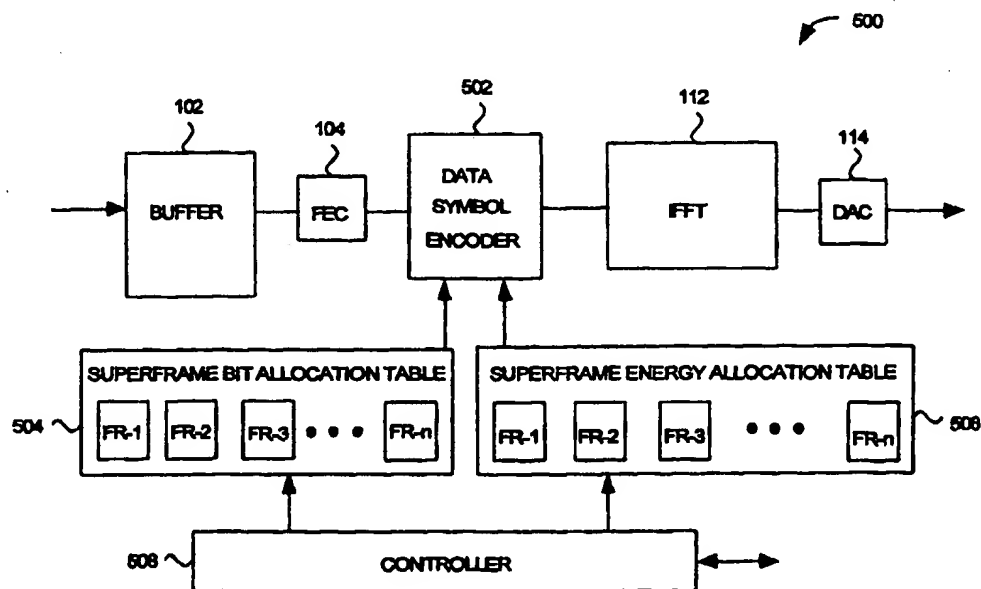 500
102
104
502
112
114
BUFFER
FEC
DATA
SYMBOL
ENCODER
IFFT
DAC
SUPERFRAME BIT ALLOCATION TABLE
SUPERFRAME ENERGY ALLOCATION TABLE
504
FR-1
FR-2
FR-3
FR-n
FR-1
FR-2
FR-3
FR-n
508
508
CONTROLLER